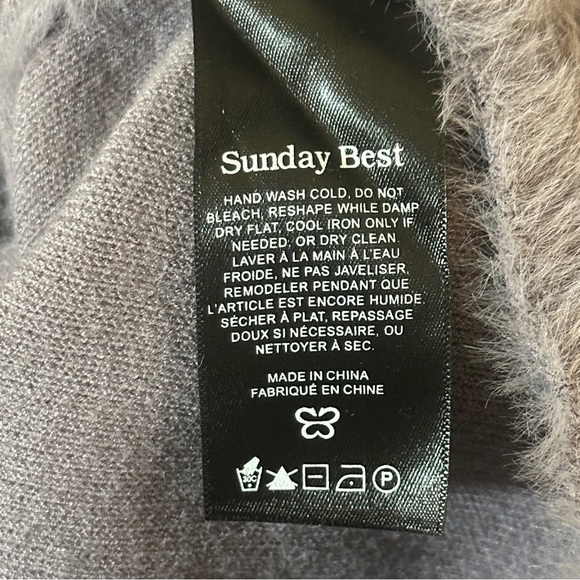 Sunday Best
HAND WASH COLD, DO NOT
BLEACH, RESHAPE WHILE DAMP
DRY FLAT, COOL IRON ONLY IF
NEEDED, OR DRY CLEAN.
LAVER À LA MAIN À L'EAU
FROIDE, NE PAS JAVELISER,
REMODELER PENDANT QUE
L'ARTICLE EST ENCORE HUMIDE,
SÉCHER À PLAT, REPASSAGE
DOUX SI NÉCESSAIRE, OU
NETTOYER À SEC.
MADE IN CHINA
FABRIQUÉ EN CHINE
30C P